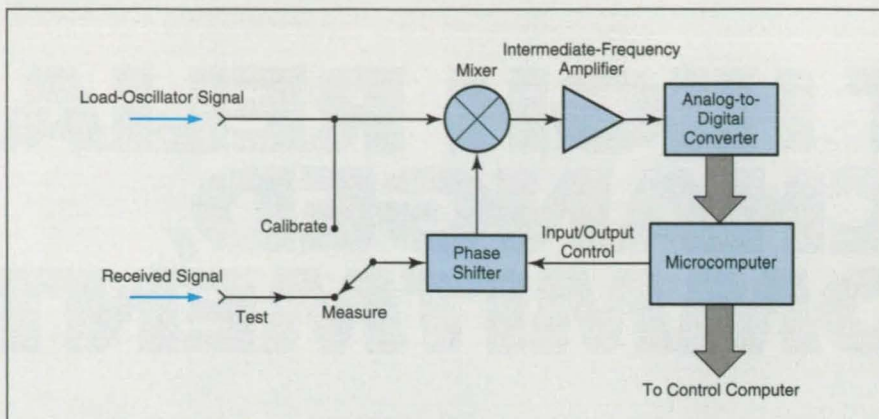 Intermediate-Frequency
Amplifier
Mixer
Load-Oscillator Signal
Analog-to-
Digital
Converter
Calibrate
Input/Output
Control
Phase
Shifter
Microcomputer
Received Signal
Test
Measure
To Control Computer